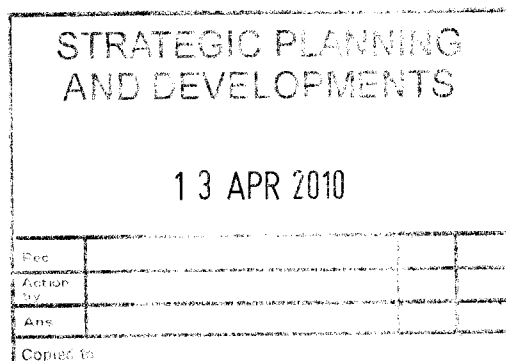 STRATEGIC PLANNING
AND DEVELOPMENTS
13 APR 2010
Rec
Action
by
Ans
Copied to